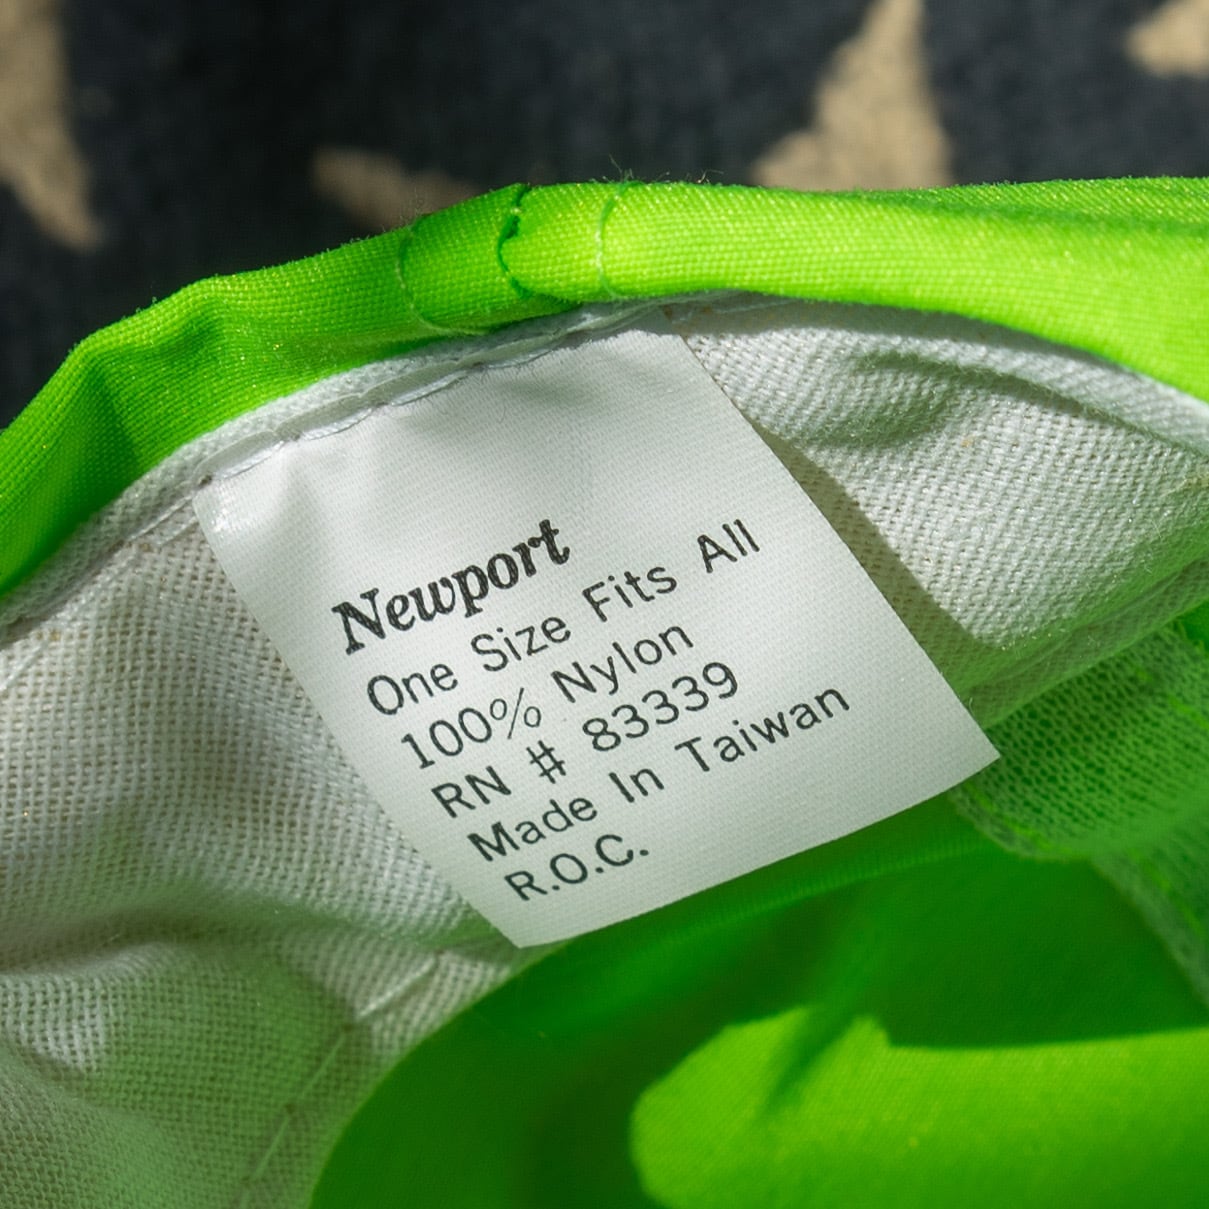 Newport
One Size Fits All
100% Nylon
RN # 83339
Made In Taiwan
R.O.C.